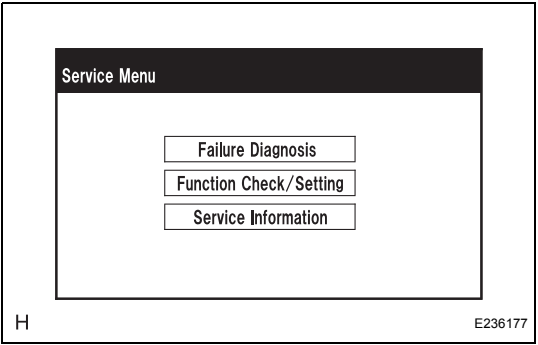 Service Menu
Failure Diagnosis
Function Check/Setting
Service Information
H
E236177